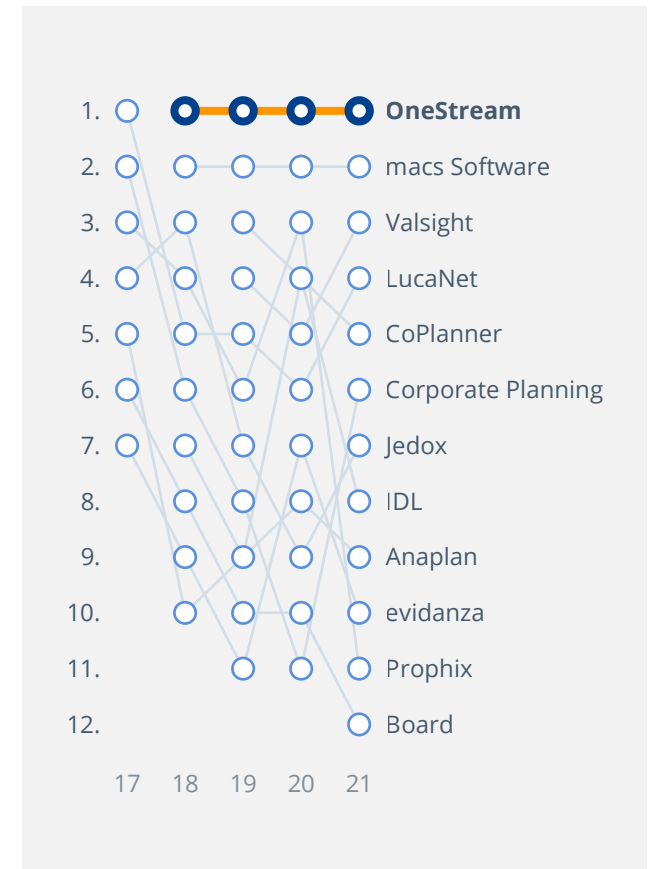 1. OneStream
2. macs Software
3. Valsight
4. LucaNet
5. CoPlanner
6. Corporate Planning
7. Jedox
8. IDL
9. Anaplan
10. evidanza
11. Prophix
12. Board
17 18 19 20 21